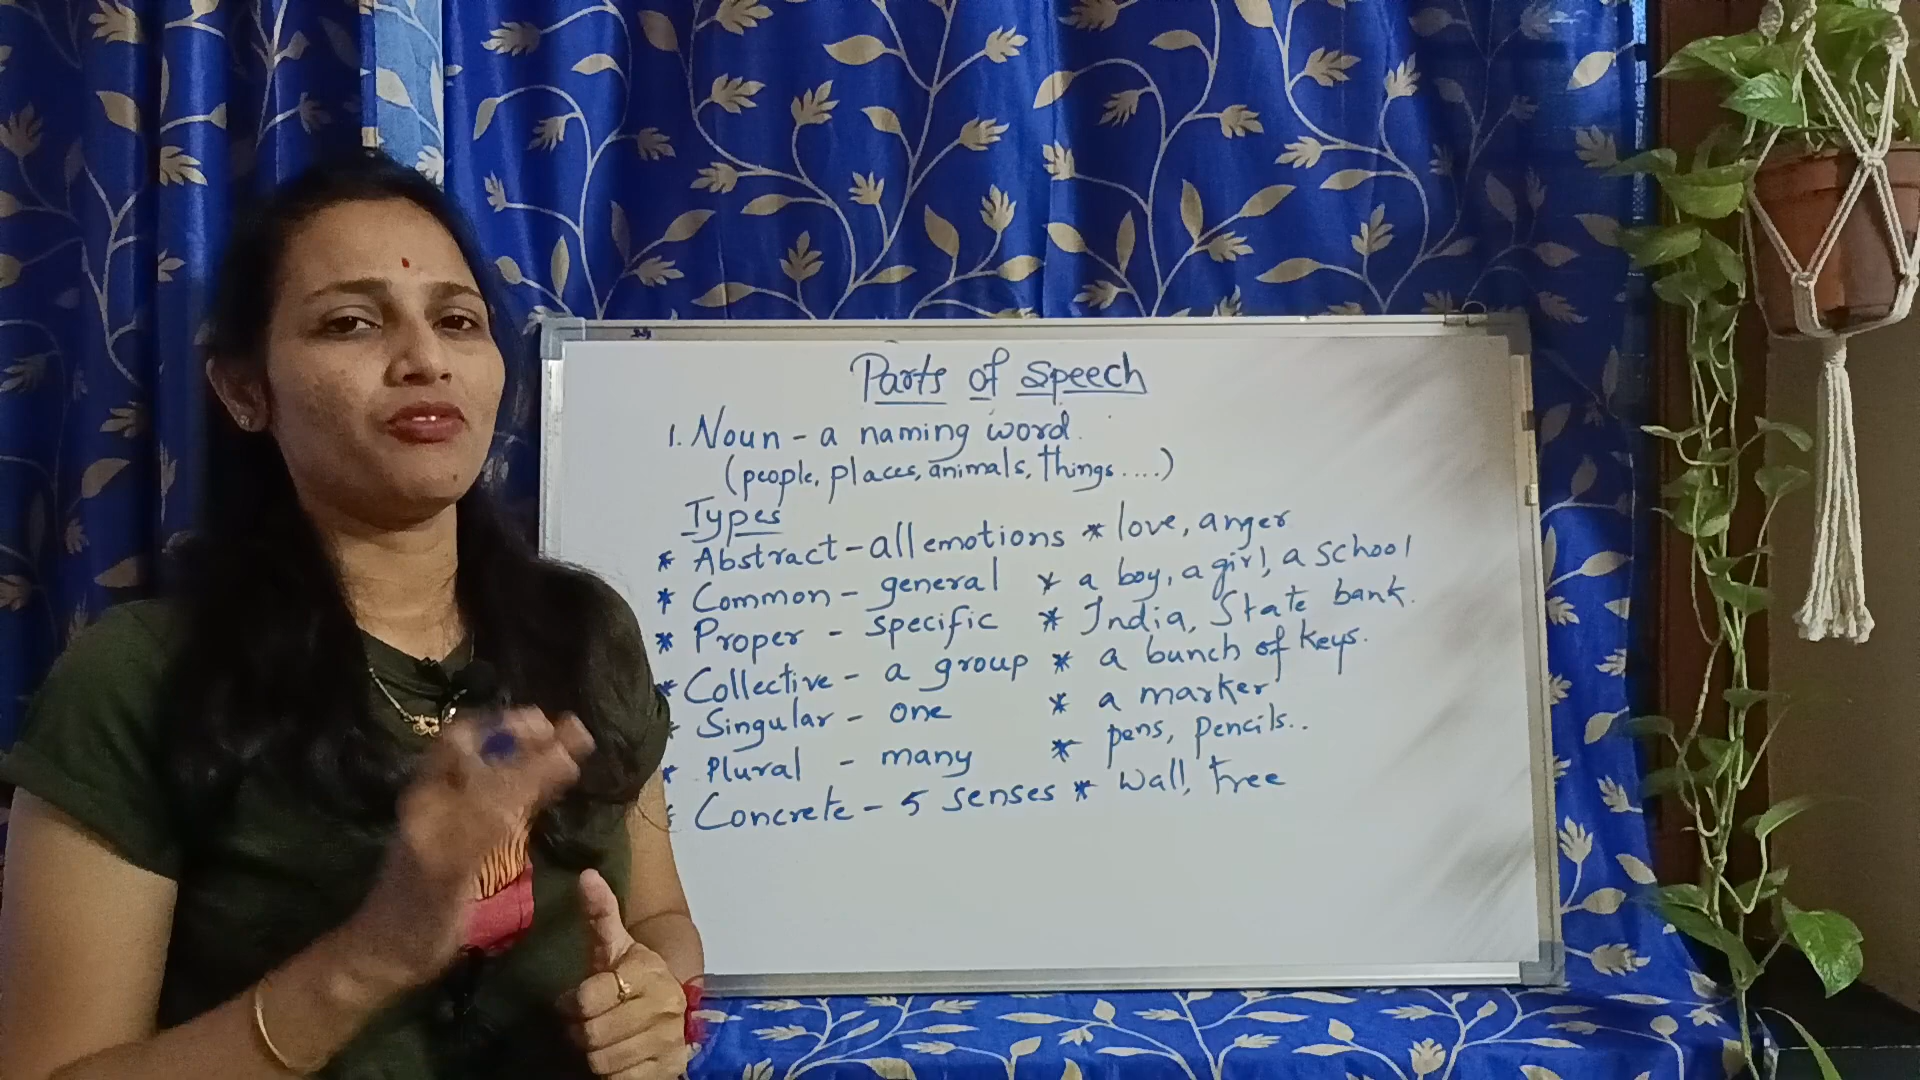 Parts of Speech
1. Noun - a naming word.
(people, places, animals, things....)
Types
* Abstract - all emotions * love, anger
* Common - general * a boy, a girl, a school
* Proper - specific * India, State bank.
* Collective - a group * a bunch of keys.
* Singular - one * a marker
* Plural - many * pens, pencils..
* Concrete - 5 senses * wall, tree